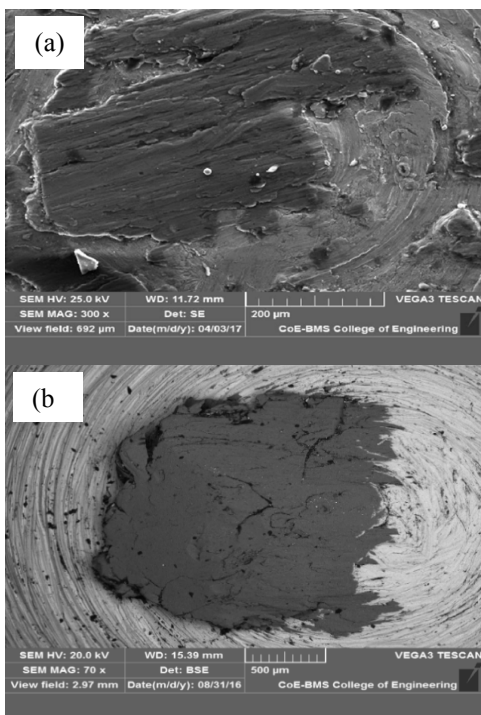 (a)
SEM HV: 25.0 kV WD: 11.72 mm VEGA3 TESCAN
SEM MAG: 300 x Det: SE 200 µm
View field: 692 µm Date(m/d/y): 04/03/17 CoE-BMS College of Engineering
(b
SEM HV: 20.0 kV WD: 15.39 mm VEGA3 TESCAN
SEM MAG: 70 x Det: BSE 500 µm
View field: 2.97 mm Date(m/d/y): 08/31/16 CoE-BMS College of Engineering